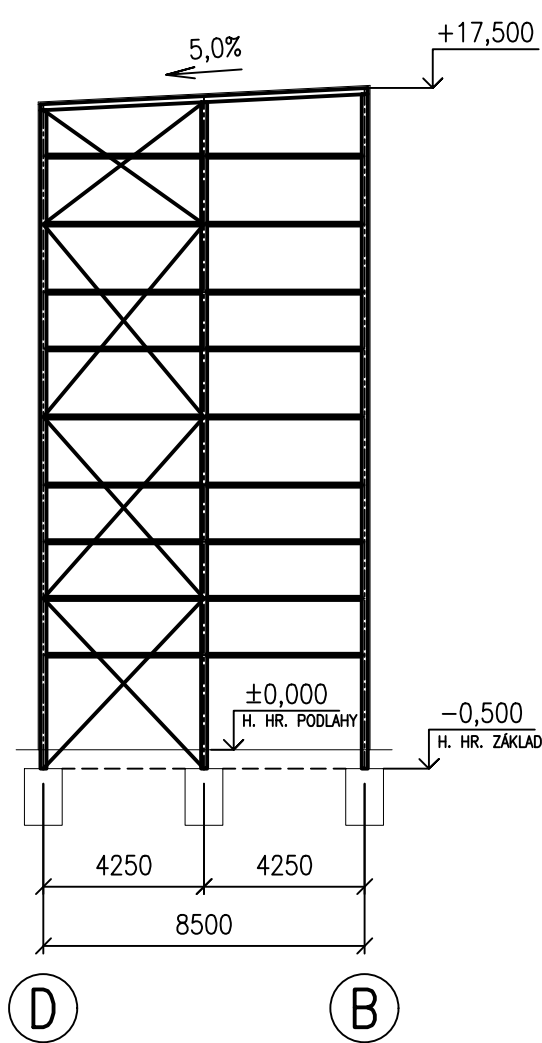 5,0%
+17,500
±0,000
H. HR. PODLAHY
-0,500
H. HR. ZÁKLAD
4250
4250
8500
D
B